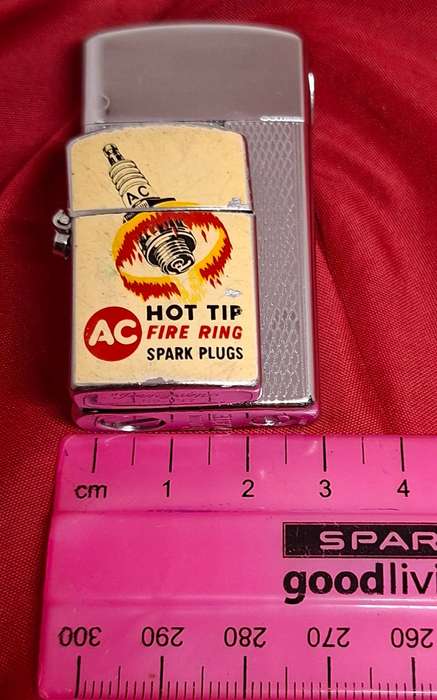 AC
HOT TIP
AC FIRE RING
SPARK PLUGS
cm 1 2 3 4
SPAR
goodlivi
300 290 280 270 260